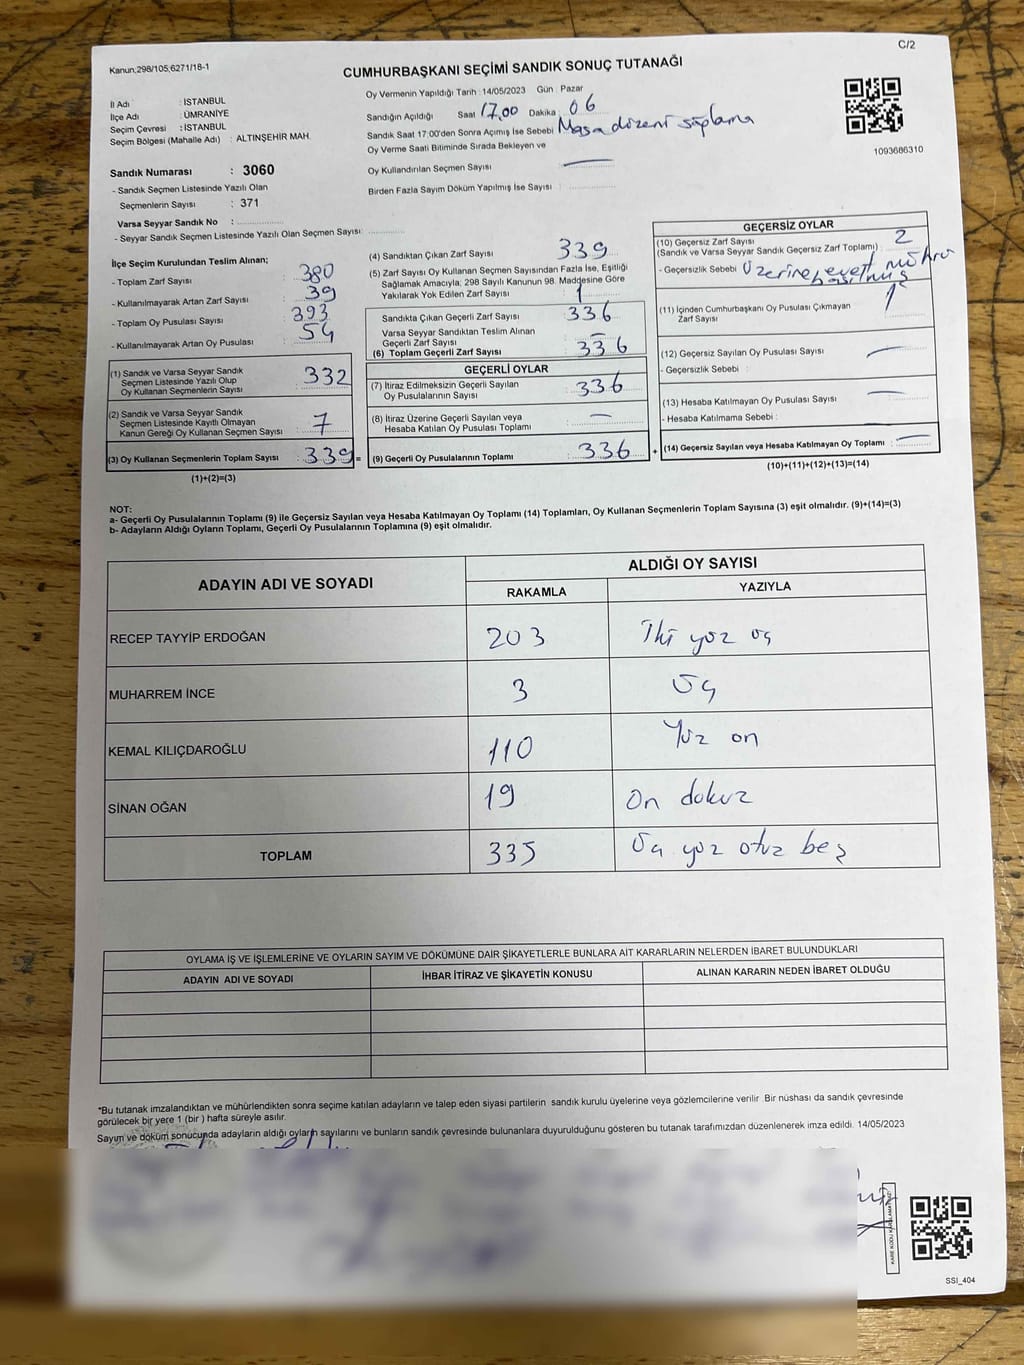 C/2
Kanun;298/105;6271/18-1
CUMHURBAŞKANI SEÇİMİ SANDIK SONUÇ TUTANAĞI
İl Adı : İSTANBUL
İlçe Adı : ÜMRANİYE
Seçim Çevresi : İSTANBUL
Seçim Bölgesi (Mahalle Adı) : ALTINŞEHİR MAH.
Sandık Numarası : 3060
- Sandık Seçmen Listesinde Yazılı Olan
Seçmenlerin Sayısı : 371
Varsa Seyyar Sandık No :
- Seyyar Sandık Seçmen Listesinde Yazılı Olan Seçmen Sayısı:
Oy Vermenin Yapıldığı Tarih : 14/05/2023 Gün : Pazar
Sandığın Açıldığı Saat 17,00 Dakika 06
Sandık Saat 17:00'den Sonra Açımış İse Sebebi Masa düzeni sağlama
Oy Verme Saati Bitiminde Sırada Bekleyen ve
Oy Kullandırılan Seçmen Sayısı : —
Birden Fazla Sayım Döküm Yapılmış İse Sayısı :
1093686310
İlçe Seçim Kurulundan Teslim Alınan;
- Toplam Zarf Sayısı : 380
- Kullanılmayarak Artan Zarf Sayısı : 39
- Toplam Oy Pusulası Sayısı : 393
- Kullanılmayarak Artan Oy Pusulası : 54
(1) Sandık ve Varsa Seyyar Sandık
Seçmen Listesinde Yazılı Olup
Oy Kullanan Seçmenlerin Sayısı : 332
(2) Sandık ve Varsa Seyyar Sandık
Seçmen Listesinde Kayıtlı Olmayan
Kanun Gereği Oy Kullanan Seçmen Sayısı : 7
(3) Oy Kullanan Seçmenlerin Toplam Sayısı : 339 =
(1)+(2)=(3)
(4) Sandıktan Çıkan Zarf Sayısı : 339
(5) Zarf Sayısı Oy Kullanan Seçmen Sayısından Fazla İse, Eşitliği
Sağlamak Amacıyla; 298 Sayılı Kanunun 98. Maddesine Göre
Yakılarak Yok Edilen Zarf Sayısı : 1
Sandıkta Çıkan Geçerli Zarf Sayısı : 336
Varsa Seyyar Sandıktan Teslim Alınan
Geçerli Zarf Sayısı : —
(6) Toplam Geçerli Zarf Sayısı : 336
GEÇERLİ OYLAR
(7) İtiraz Edilmeksizin Geçerli Sayılan
Oy Pusulalarının Sayısı : 336
(8) İtiraz Üzerine Geçerli Sayılan veya
Hesaba Katılan Oy Pusulası Toplamı : —
(9) Geçerli Oy Pusulalarının Toplamı : 336 +
GEÇERSİZ OYLAR
(10) Geçersiz Zarf Sayısı
(Sandık ve Varsa Seyyar Sandık Geçersiz Zarf Toplamı) : 2
- Geçersizlik Sebebi : Üzerine evet mührü
basılmış
(11) İçinden Cumhurbaşkanı Oy Pusulası Çıkmayan
Zarf Sayısı : 1
(12) Geçersiz Sayılan Oy Pusulası Sayısı : —
- Geçersizlik Sebebi :
(13) Hesaba Katılmayan Oy Pusulası Sayısı : —
- Hesaba Katılmama Sebebi :
(14) Geçersiz Sayılan veya Hesaba Katılmayan Oy Toplamı : —
(10)+(11)+(12)+(13)=(14)
NOT:
a- Geçerli Oy Pusulalarının Toplamı (9) ile Geçersiz Sayılan veya Hesaba Katılmayan Oy Toplamı (14) Toplamları, Oy Kullanan Seçmenlerin Toplam Sayısına (3) eşit olmalıdır. (9)+(14)=(3)
b- Adayların Aldığı Oyların Toplamı, Geçerli Oy Pusulalarının Toplamına (9) eşit olmalıdır.
ADAYIN ADI VE SOYADI
ALDIĞI OY SAYISI
RAKAMLA YAZIYLA
RECEP TAYYİP ERDOĞAN 203 İki yüz üç
MUHARREM İNCE 3 Üç
KEMAL KILIÇDAROĞLU 110 Yüz on
SİNAN OĞAN 19 On dokuz
TOPLAM 335 Üç yüz otuz beş
OYLAMA İŞ VE İŞLEMLERİNE VE OYLARIN SAYIM VE DÖKÜMÜNE DAİR ŞİKAYETLERLE BUNLARA AİT KARARLARIN NELERDEN İBARET BULUNDUKLARI
ADAYIN ADI VE SOYADI İHBAR İTİRAZ VE ŞİKAYETİN KONUSU ALINAN KARARIN NEDEN İBARET OLDUĞU
*Bu tutanak imzalandıktan ve mühürlendikten sonra seçime katılan adayların ve talep eden siyasi partilerin sandık kurulu üyelerine veya gözlemcilerine verilir Bir nüshası da sandık çevresinde
görülecek bir yere 1 (bir ) hafta süreyle asılır.
Sayım ve döküm sonucunda adayların aldığı oyların sayılarını ve bunların sandık çevresinde bulunanlara duyurulduğunu gösteren bu tutanak tarafımızdan düzenlenerek imza edildi. 14/05/2023
SSI_404